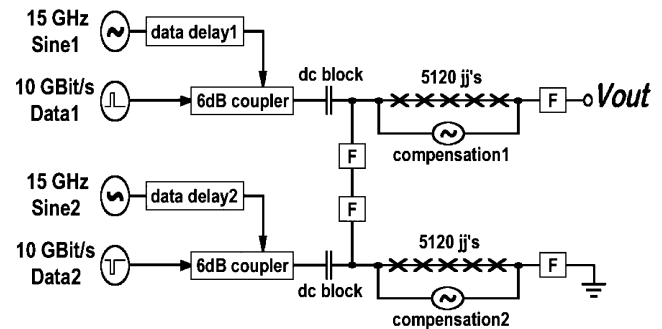 15 GHz
Sine1
data delay1
10 GBit/s
Data1
6dB coupler
dc block
5120 jj's
F
Vout
compensation1
F
F
15 GHz
Sine2
data delay2
10 GBit/s
Data2
6dB coupler
dc block
5120 jj's
F
compensation2